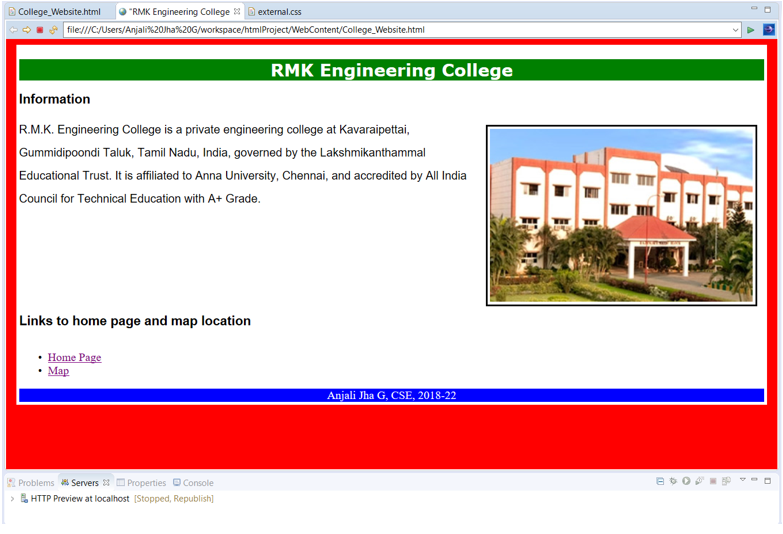 College_Website.html
"RMK Engineering College
external.css
file:///C:/Users/Anjali%20Jha%20G/workspace/htmlProject/WebContent/College_Website.html
RMK Engineering College
Information
R.M.K. Engineering College is a private engineering college at Kavaraipettai,
Gummidipoondi Taluk, Tamil Nadu, India, governed by the Lakshmikanthammal
Educational Trust. It is affiliated to Anna University, Chennai, and accredited by All India
Council for Technical Education with A+ Grade.
Links to home page and map location
• Home Page
• Map
Anjali Jha G, CSE, 2018-22
Problems
Servers
Properties
Console
HTTP Preview at localhost [Stopped, Republish]